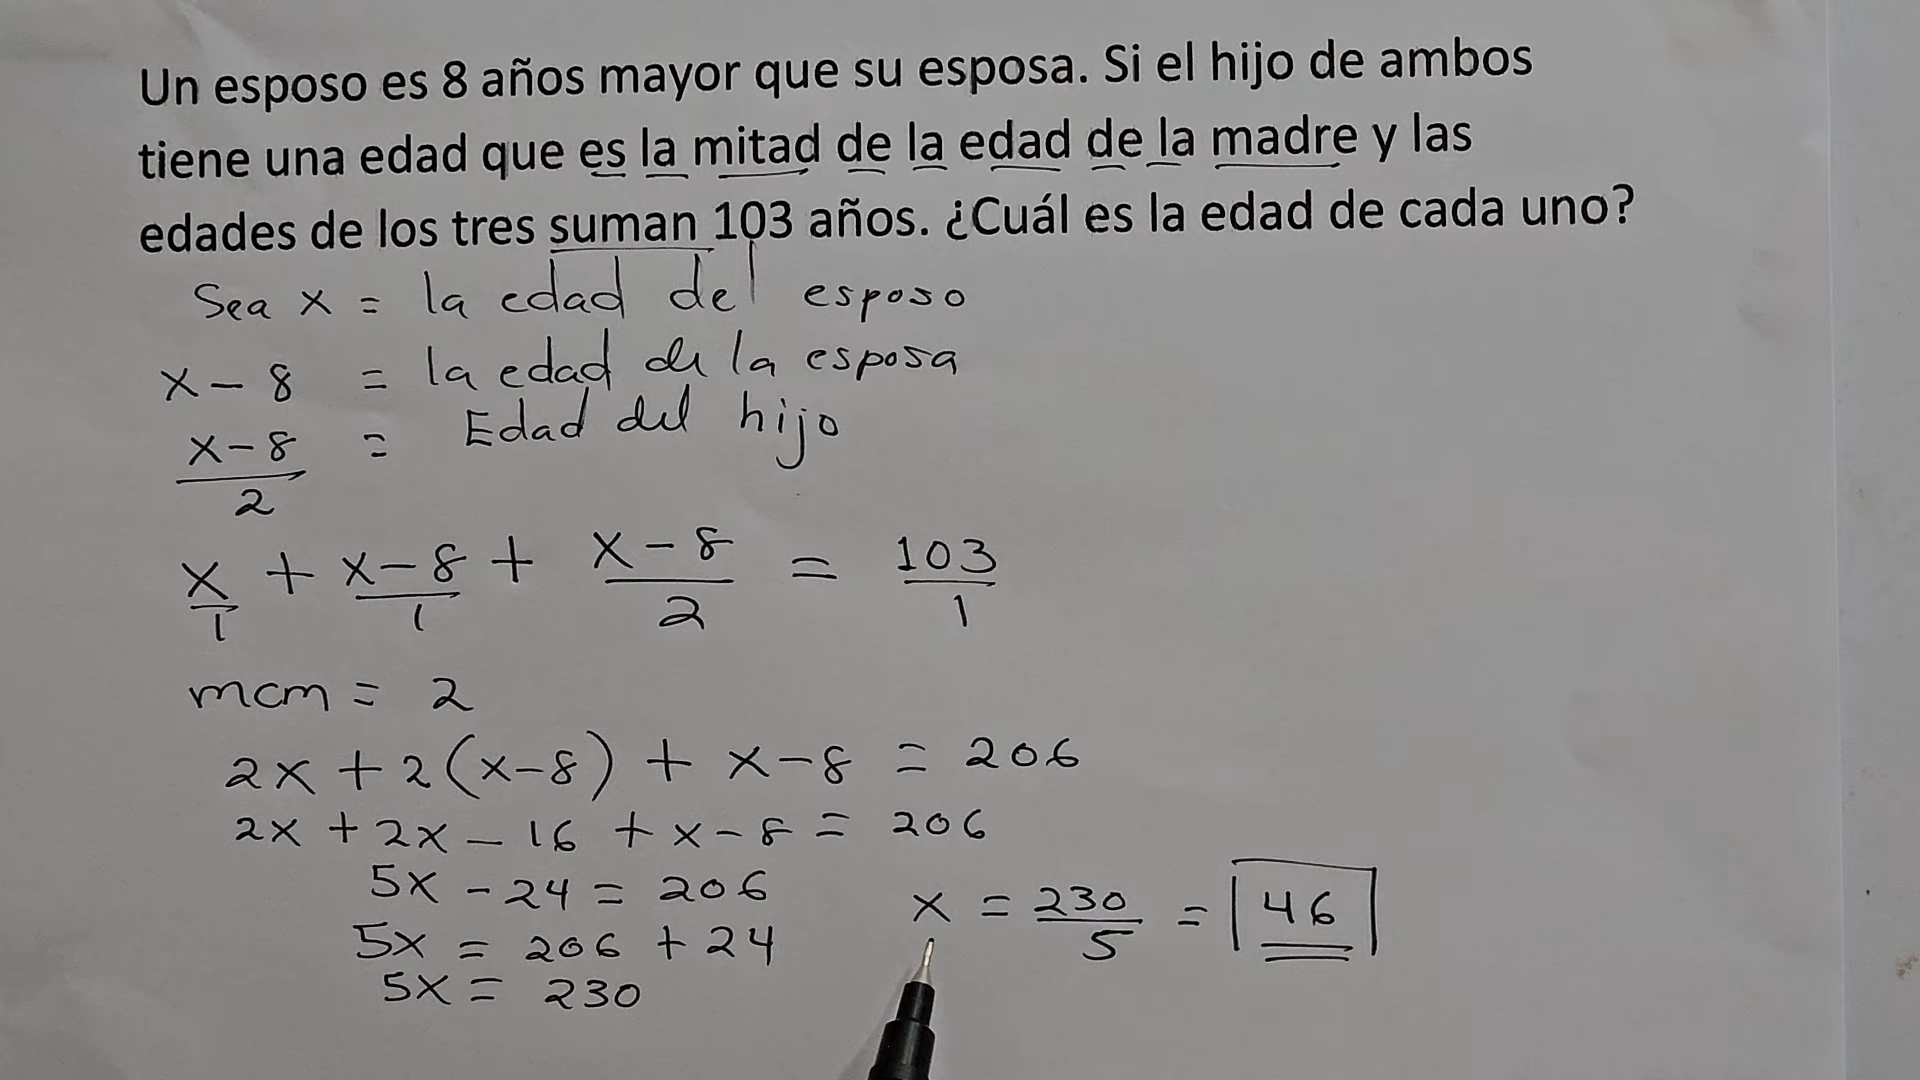 Un esposo es 8 años mayor que su esposa. Si el hijo de ambos
tiene una edad que es la mitad de la edad de la madre y las
edades de los tres suman 103 años. ¿Cuál es la edad de cada uno?
Sea x = la edad del esposo
x - 8 = la edad de la esposa
x-8/2 = Edad del hijo
x/1 + x-8/1 + x-8/2 = 103/1
mcm = 2
2x + 2(x-8) + x-8 = 206
2x + 2x - 16 + x - 8 = 206
5x - 24 = 206
5x = 206 + 24
5x = 230
x = 230/5 = 46